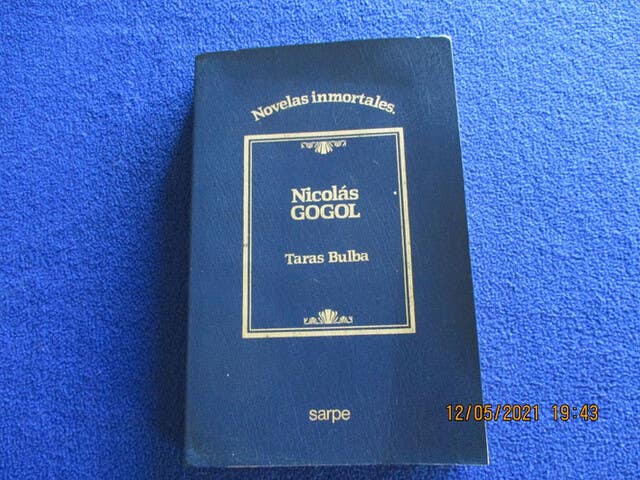 Novelas inmortales.
Nicolás
GOGOL
Taras Bulba
sarpe
12/05/2021 19:43